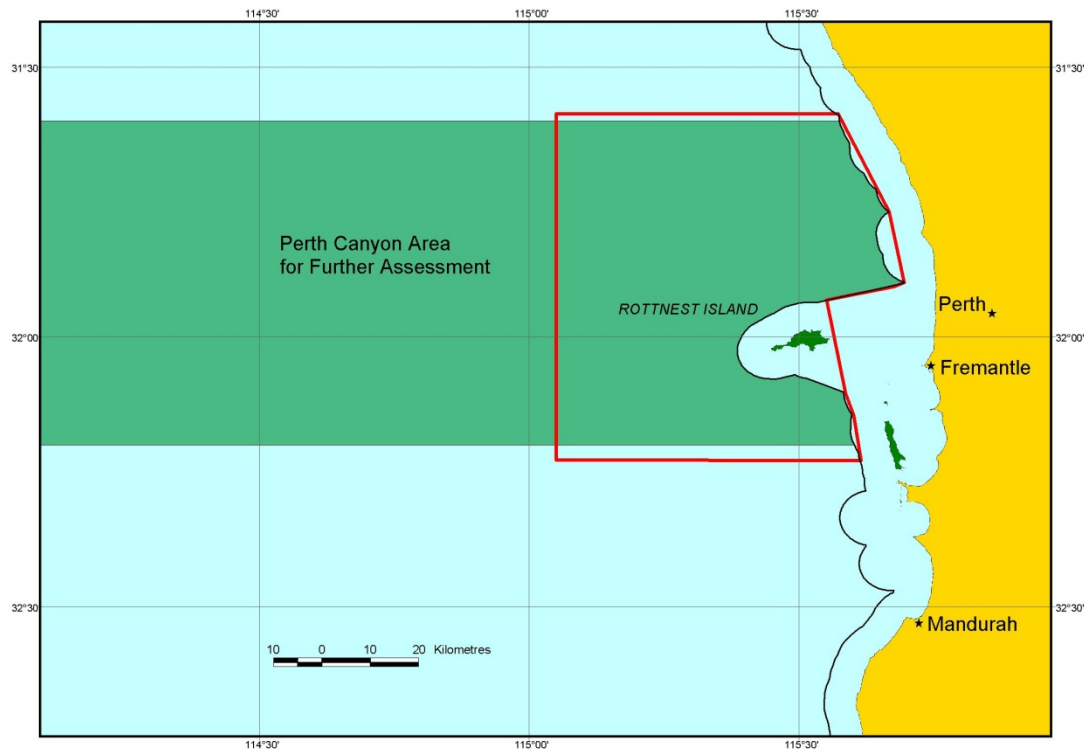 114°30' 115°00' 115°30'
31°30' 31°30'
Perth Canyon Area
for Further Assessment
ROTTNEST ISLAND
Perth
32°00' 32°00'
Fremantle
32°30' 32°30'
Mandurah
10 0 10 20 Kilometres
114°30' 115°00' 115°30'